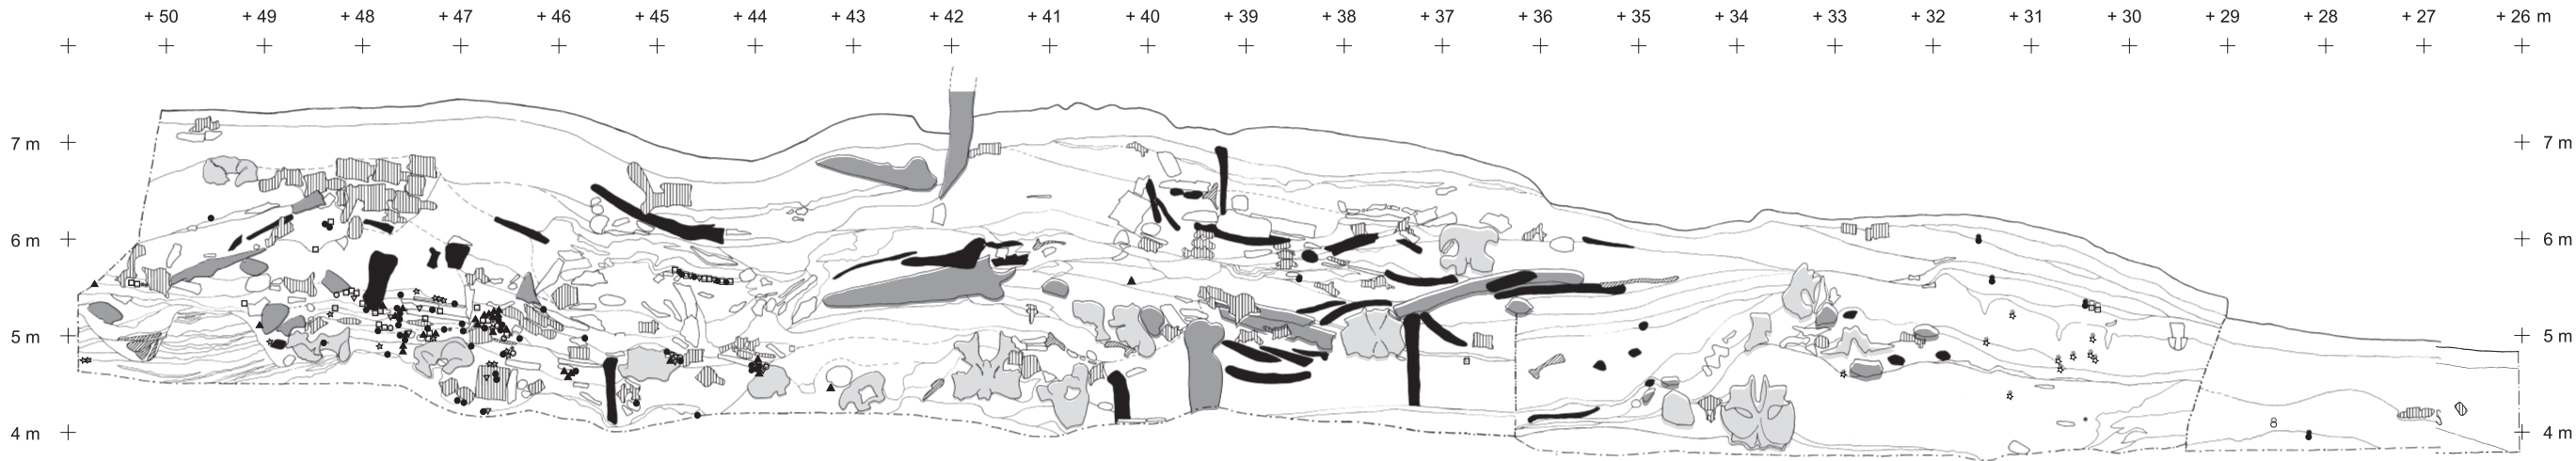 + 50 + 49 + 48 + 47 + 46 + 45 + 44 + 43 + 42 + 41 + 40 + 39 + 38 + 37 + 36 + 35 + 34 + 33 + 32 + 31 + 30 + 29 + 28 + 27 + 26 m
7 m 7 m
6 m 6 m
5 m 5 m
4 m 4 m